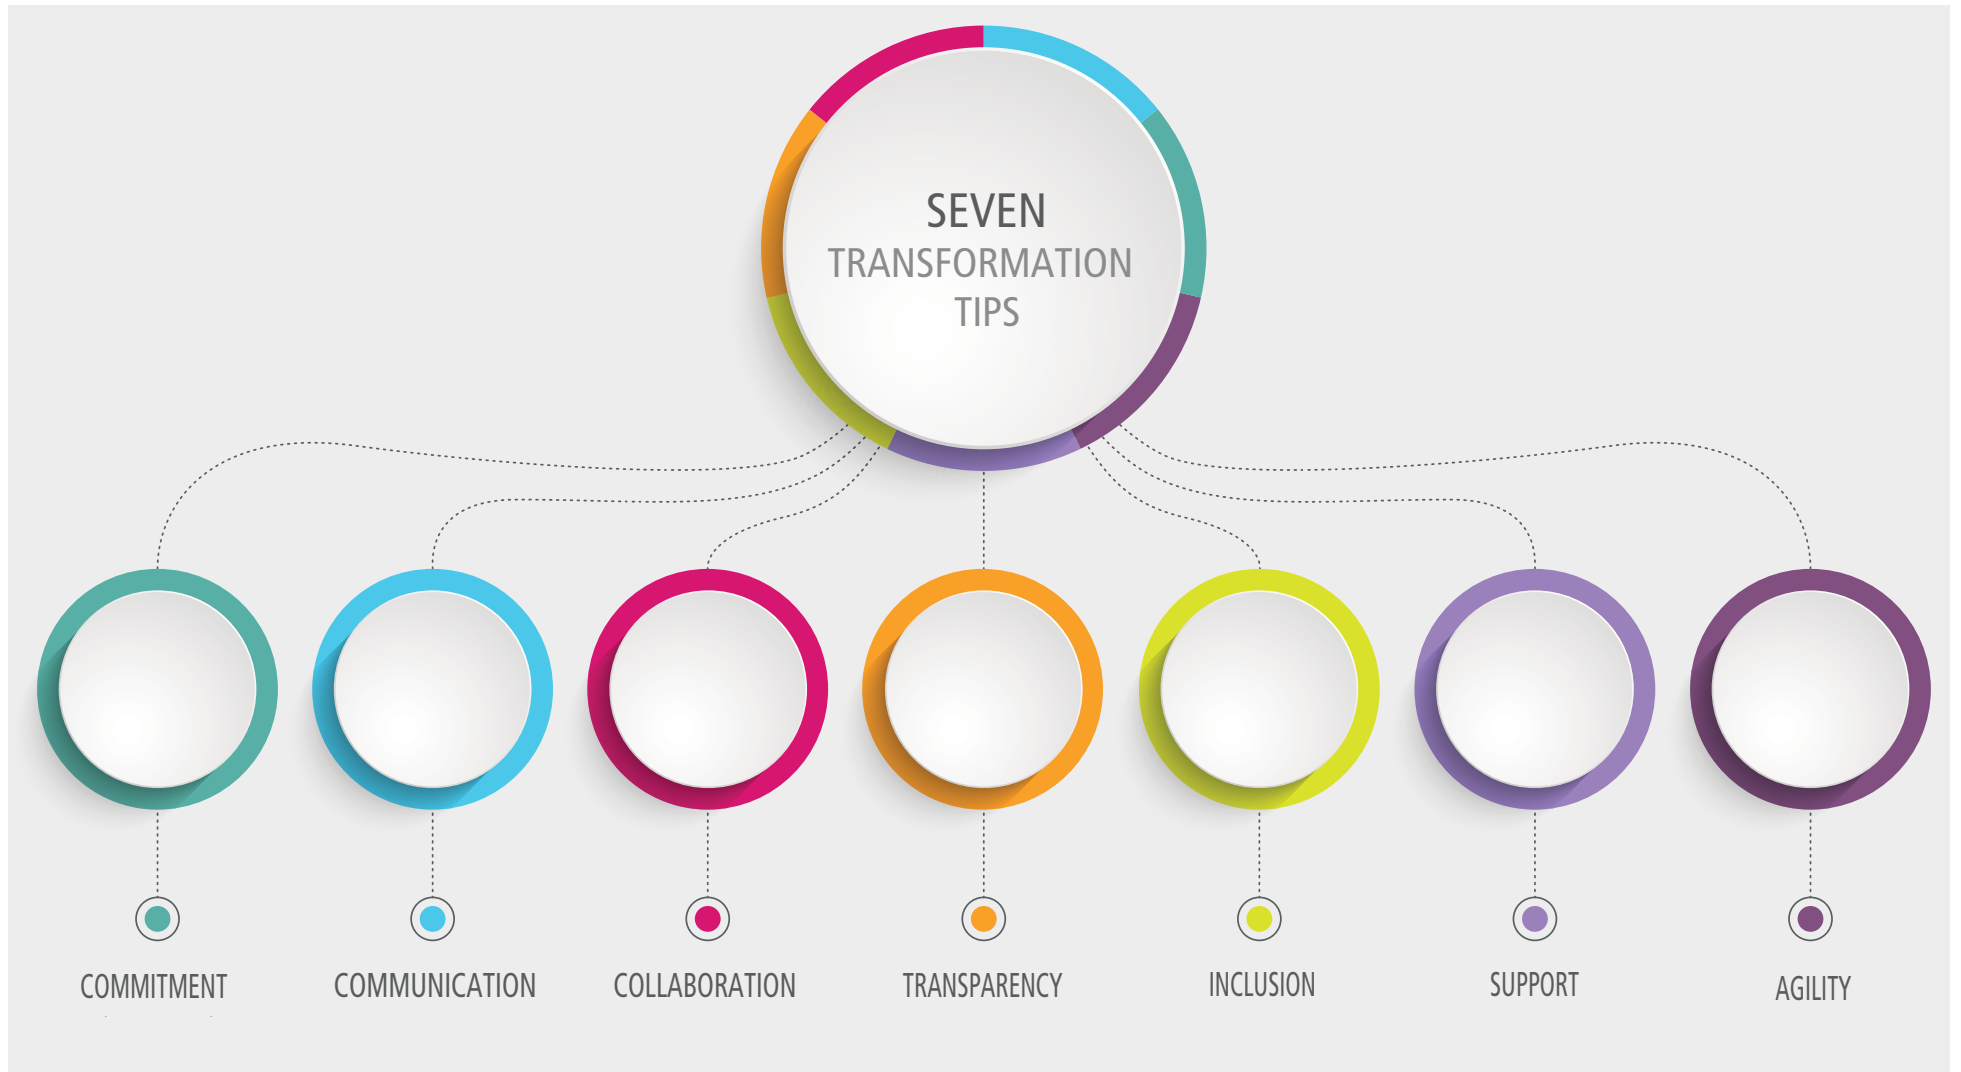 SEVEN
TRANSFORMATION
TIPS
COMMITMENT
COMMUNICATION
COLLABORATION
TRANSPARENCY
INCLUSION
SUPPORT
AGILITY